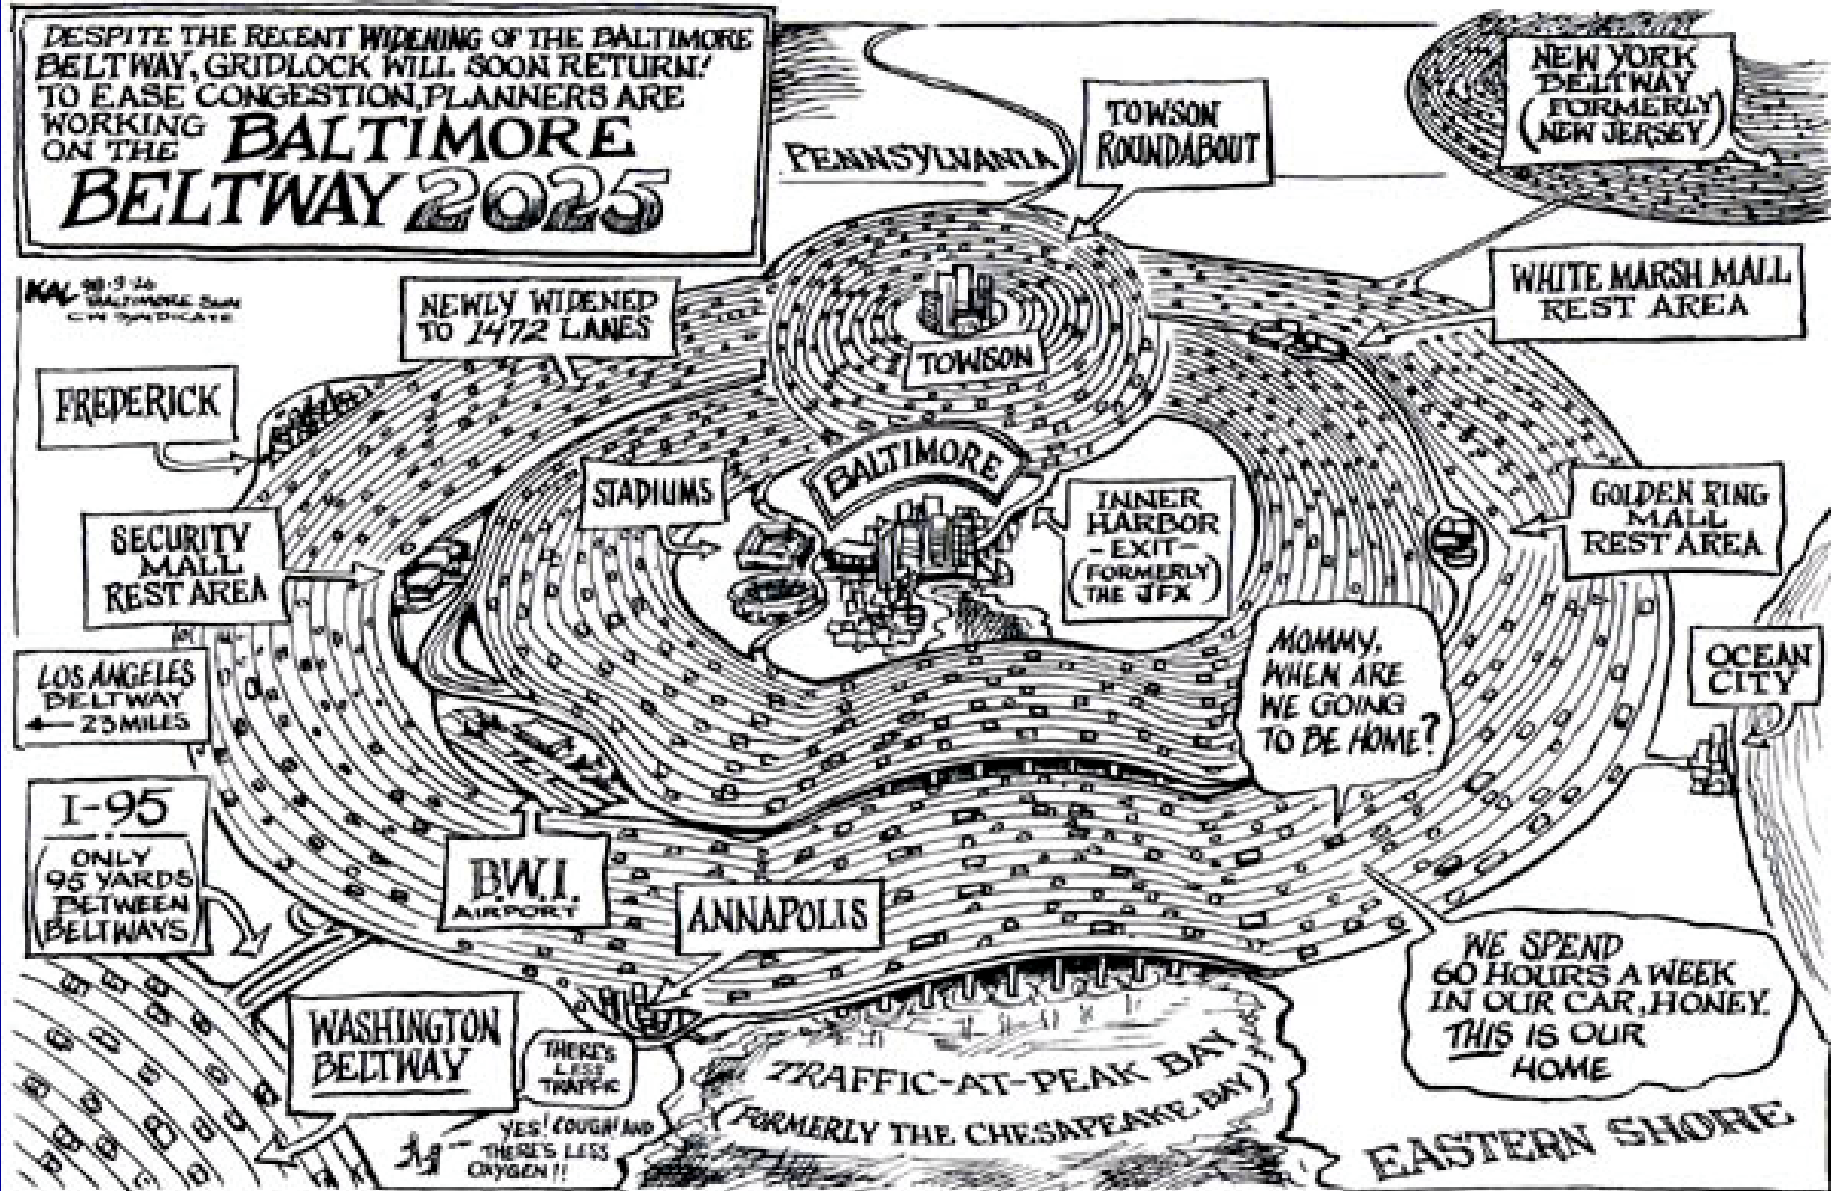 DESPITE THE RECENT WIDENING OF THE BALTIMORE
BELTWAY, GRIDLOCK WILL SOON RETURN!
TO EASE CONGESTION, PLANNERS ARE
WORKING
ON THE BALTIMORE
BELTWAY 2025
KAL 98-9-26
BALTIMORE SUN
CW SYNDICATE
PENNSYLVANIA
TOWSON
ROUNDABOUT
NEW YORK
BELTWAY
(FORMERLY
NEW JERSEY)
NEWLY WIDENED
TO 1472 LANES
WHITE MARSH MALL
REST AREA
FREDERICK
TOWSON
BALTIMORE
STADIUMS
INNER
HARBOR
-EXIT-
(FORMERLY
THE JFX)
GOLDEN RING
MALL
REST AREA
SECURITY
MALL
REST AREA
LOS ANGELES
BELTWAY
← 23 MILES
MOMMY,
WHEN ARE
WE GOING
TO BE HOME?
OCEAN
CITY
I-95
(ONLY
95 YARDS
BETWEEN
BELTWAYS)
B.W.I.
AIRPORT
ANNAPOLIS
WE SPEND
60 HOURS A WEEK
IN OUR CAR, HONEY.
THIS IS OUR
HOME
WASHINGTON
BELTWAY
THERE'S
LESS
TRAFFIC
YES! COUGH! AND
THERE'S LESS
OXYGEN!!
TRAFFIC-AT-PEAK BAY
(FORMERLY THE CHESAPEAKE BAY)
EASTERN SHORE